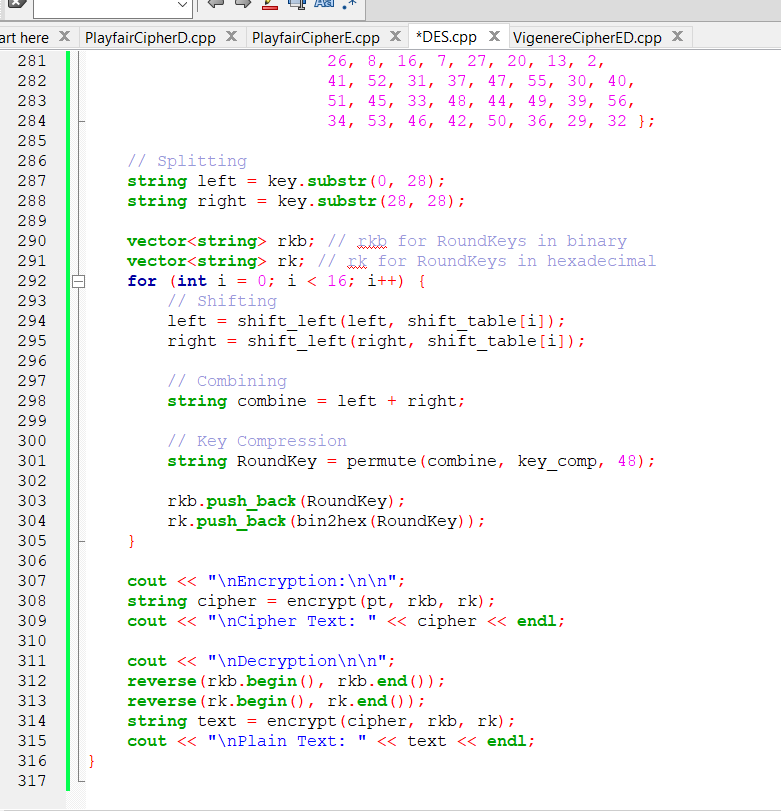 art here PlayfairCipherD.cpp PlayfairCipherE.cpp *DES.cpp VigenereCipherED.cpp
281 26, 8, 16, 7, 27, 20, 13, 2,
282 41, 52, 31, 37, 47, 55, 30, 40,
283 51, 45, 33, 48, 44, 49, 39, 56,
284 34, 53, 46, 42, 50, 36, 29, 32 };
285
286 // Splitting
287 string left = key.substr(0, 28);
288 string right = key.substr(28, 28);
289
290 vector<string> rkb; // rkb for RoundKeys in binary
291 vector<string> rk; // rk for RoundKeys in hexadecimal
292 for (int i = 0; i < 16; i++) {
293 // Shifting
294 left = shift_left(left, shift_table[i]);
295 right = shift_left(right, shift_table[i]);
296
297 // Combining
298 string combine = left + right;
299
300 // Key Compression
301 string RoundKey = permute(combine, key_comp, 48);
302
303 rkb.push_back(RoundKey);
304 rk.push_back(bin2hex(RoundKey));
305 }
306
307 cout << "\nEncryption:\n\n";
308 string cipher = encrypt(pt, rkb, rk);
309 cout << "\nCipher Text: " << cipher << endl;
310
311 cout << "\nDecryption\n\n";
312 reverse(rkb.begin(), rkb.end());
313 reverse(rk.begin(), rk.end());
314 string text = encrypt(cipher, rkb, rk);
315 cout << "\nPlain Text: " << text << endl;
316 }
317